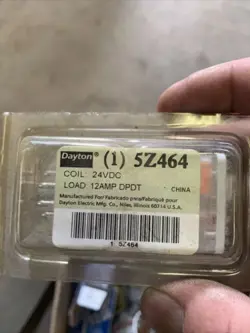 Dayton® (1) 5Z464
COIL: 24VDC
LOAD: 12AMP DPDT
CHINA
Manufactured For/Fabricado para/Fabriqué pour
Dayton Electric Mfg. Co., Niles, Illinois 60714 U.S.A.
1 5Z464